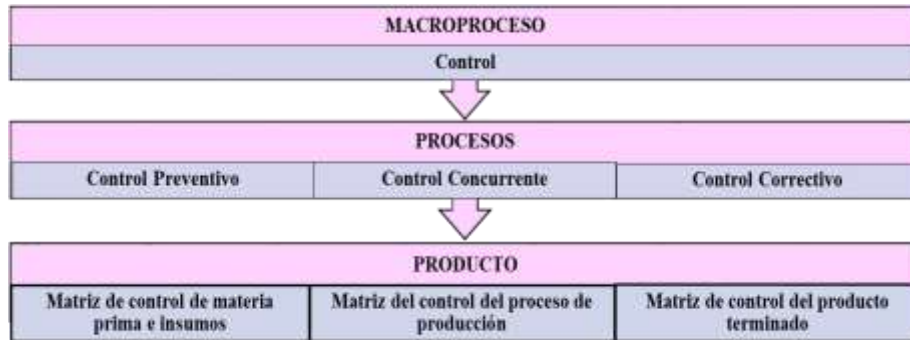 MACROPROCESO
Control
PROCESOS
Control Preventivo
Control Concurrente
Control Correctivo
PRODUCTO
Matriz de control de materia
prima e insumos
Matriz del control del proceso de
producción
Matriz de control del producto
terminado